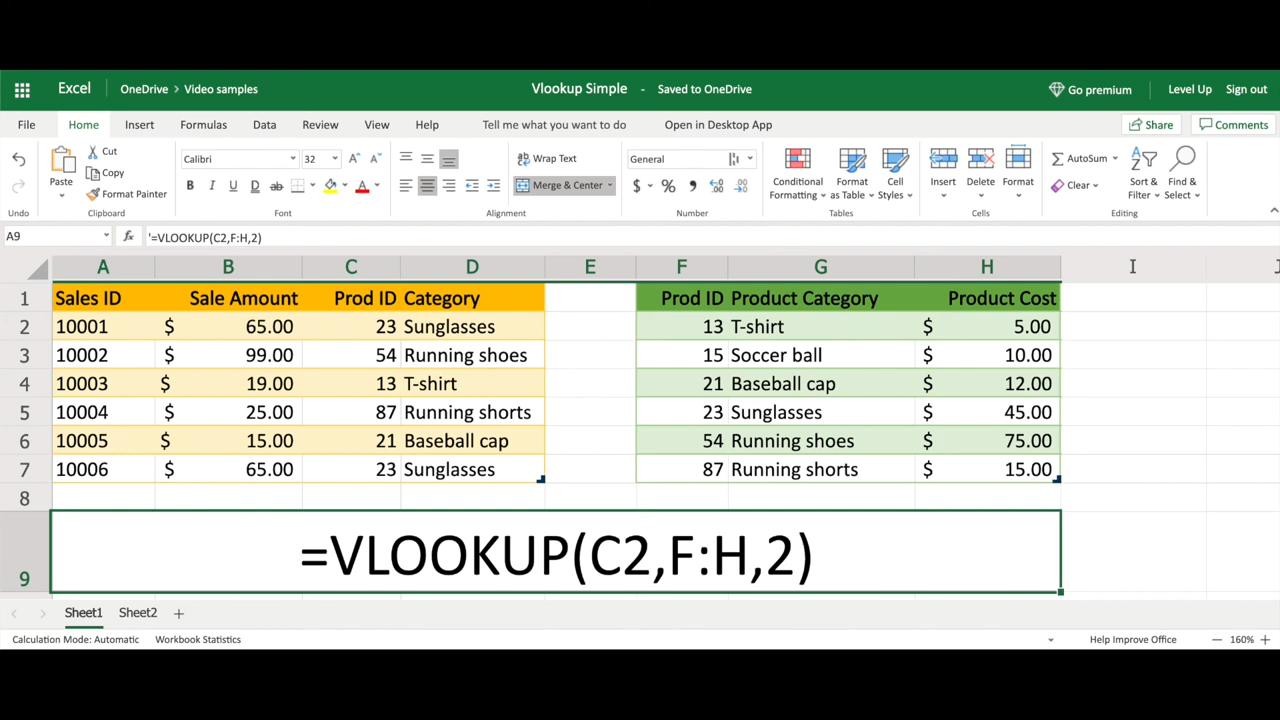 Excel OneDrive > Video samples Vlookup Simple - Saved to OneDrive Go premium Level Up Sign out
File Home Insert Formulas Data Review View Help Tell me what you want to do Open in Desktop App Share Comments
Paste Cut Calibri 32 A A Wrap Text General Conditional Formatting Format as Table Cell Styles Insert Delete Format AutoSum Sort & Filter Find & Select
Copy
Format Painter B I U D ab A Merge & Center $ % Clear
Undo Clipboard Font Alignment Number Tables Cells Editing
A9 fx '=VLOOKUP(C2,F:H,2)
A B C D E F G H I J
1 Sales ID Sale Amount Prod ID Category Prod ID Product Category Product Cost
2 10001 $ 65.00 23 Sunglasses 13 T-shirt $ 5.00
3 10002 $ 99.00 54 Running shoes 15 Soccer ball $ 10.00
4 10003 $ 19.00 13 T-shirt 21 Baseball cap $ 12.00
5 10004 $ 25.00 87 Running shorts 23 Sunglasses $ 45.00
6 10005 $ 15.00 21 Baseball cap 54 Running shoes $ 75.00
7 10006 $ 65.00 23 Sunglasses 87 Running shorts $ 15.00
8
9 =VLOOKUP(C2,F:H,2)
Sheet1 Sheet2 +
Calculation Mode: Automatic Workbook Statistics Help Improve Office — 160% +